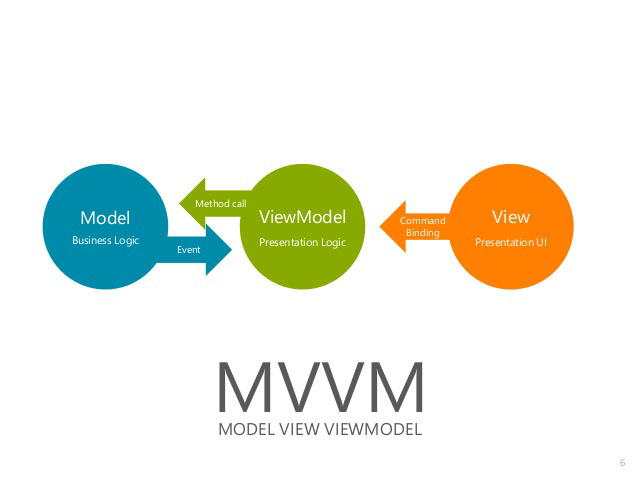 Model
Business Logic
Method call
Event
ViewModel
Presentation Logic
Command
Binding
View
Presentation UI
MVVM
MODEL VIEW VIEWMODEL
6